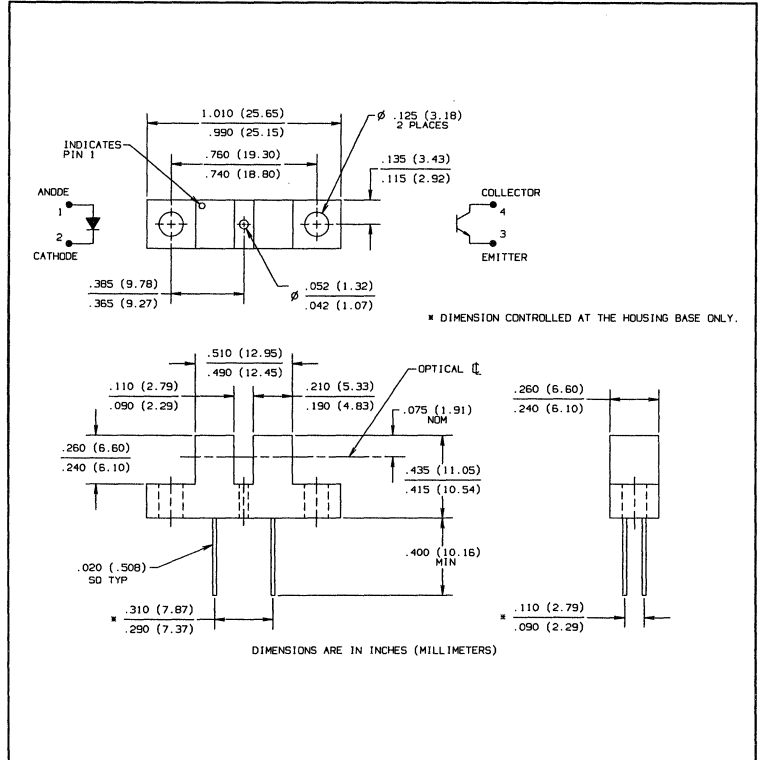 1.010 (25.65)
.990 (25.15)
ø .125 (3.18)
2 PLACES
INDICATES
PIN 1
.760 (19.30)
.740 (18.80)
.135 (3.43)
.115 (2.92)
ANODE
1
2
CATHODE
COLLECTOR
4
3
EMITTER
.385 (9.78)
.365 (9.27)
ø .052 (1.32)
.042 (1.07)
* DIMENSION CONTROLLED AT THE HOUSING BASE ONLY.
.510 (12.95)
.490 (12.45)
OPTICAL ℄
.110 (2.79)
.090 (2.29)
.210 (5.33)
.190 (4.83)
.075 (1.91)
NOM
.260 (6.60)
.240 (6.10)
.260 (6.60)
.240 (6.10)
.435 (11.05)
.415 (10.54)
.400 (10.16)
MIN
.020 (.508)
SQ TYP
* .310 (7.87)
.290 (7.37)
* .110 (2.79)
.090 (2.29)
DIMENSIONS ARE IN INCHES (MILLIMETERS)